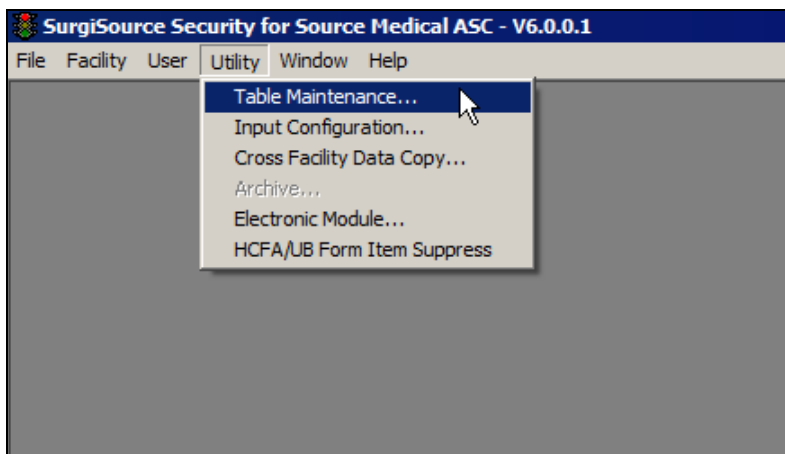 SurgiSource Security for Source Medical ASC - V6.0.0.1
File Facility User Utility Window Help
Table Maintenance...
Input Configuration...
Cross Facility Data Copy...
Archive...
Electronic Module...
HCFA/UB Form Item Suppress